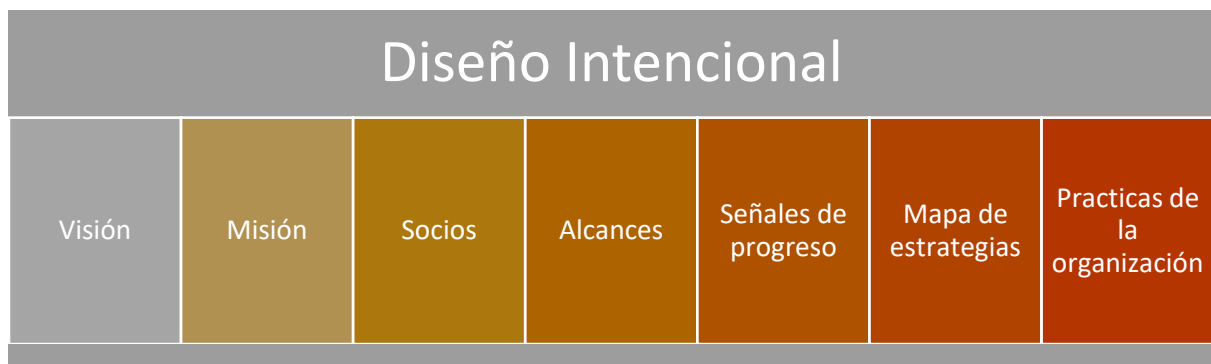 Diseño Intencional
Visión
Misión
Socios
Alcances
Señales de
progreso
Mapa de
estrategias
Practicas de
la
organización